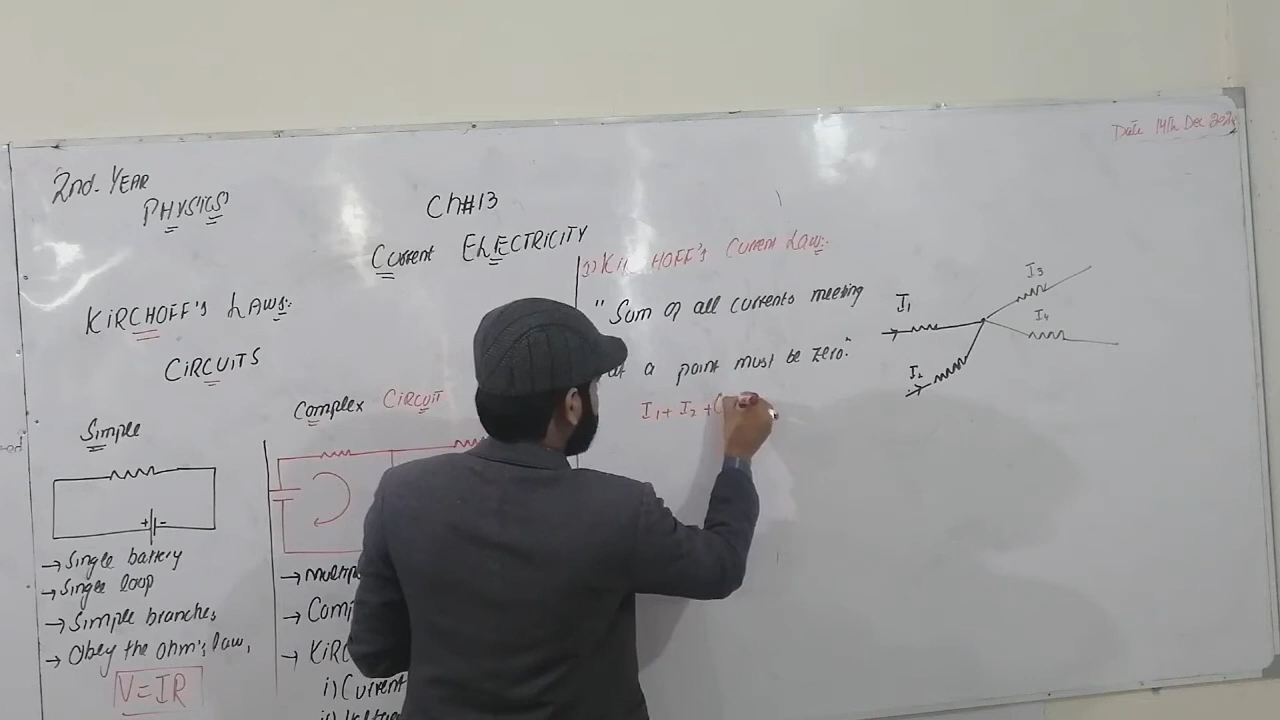 Date 14th Dec
2nd-YEAR
PHYSICS
Ch#13
Current ELECTRICITY
KIRCHOFF'S LAWS:
CIRCUITS
Simple
→ Single battery
→ Single loop
→ Simple branches
→ Obey the ohm's law,
V=IR
Complex CIRCUIT
→ 
→ 
→ 
i) Current
ii)
1) KIRCHOFF's Current Law:
"Sum of all currents meeting
at a point must be zero."
I1+ I2 +(
I1
I2
I3
I4
+ -